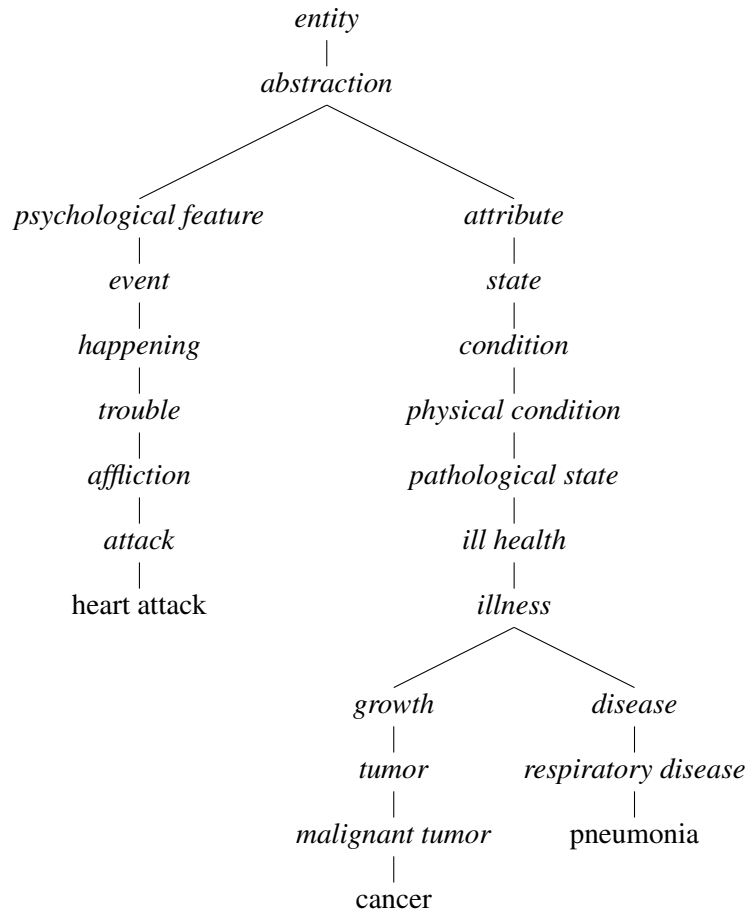 entity
abstraction
psychological feature
attribute
event
state
happening
condition
trouble
physical condition
affliction
pathological state
attack
ill health
heart attack
illness
growth
disease
tumor
respiratory disease
malignant tumor
pneumonia
cancer